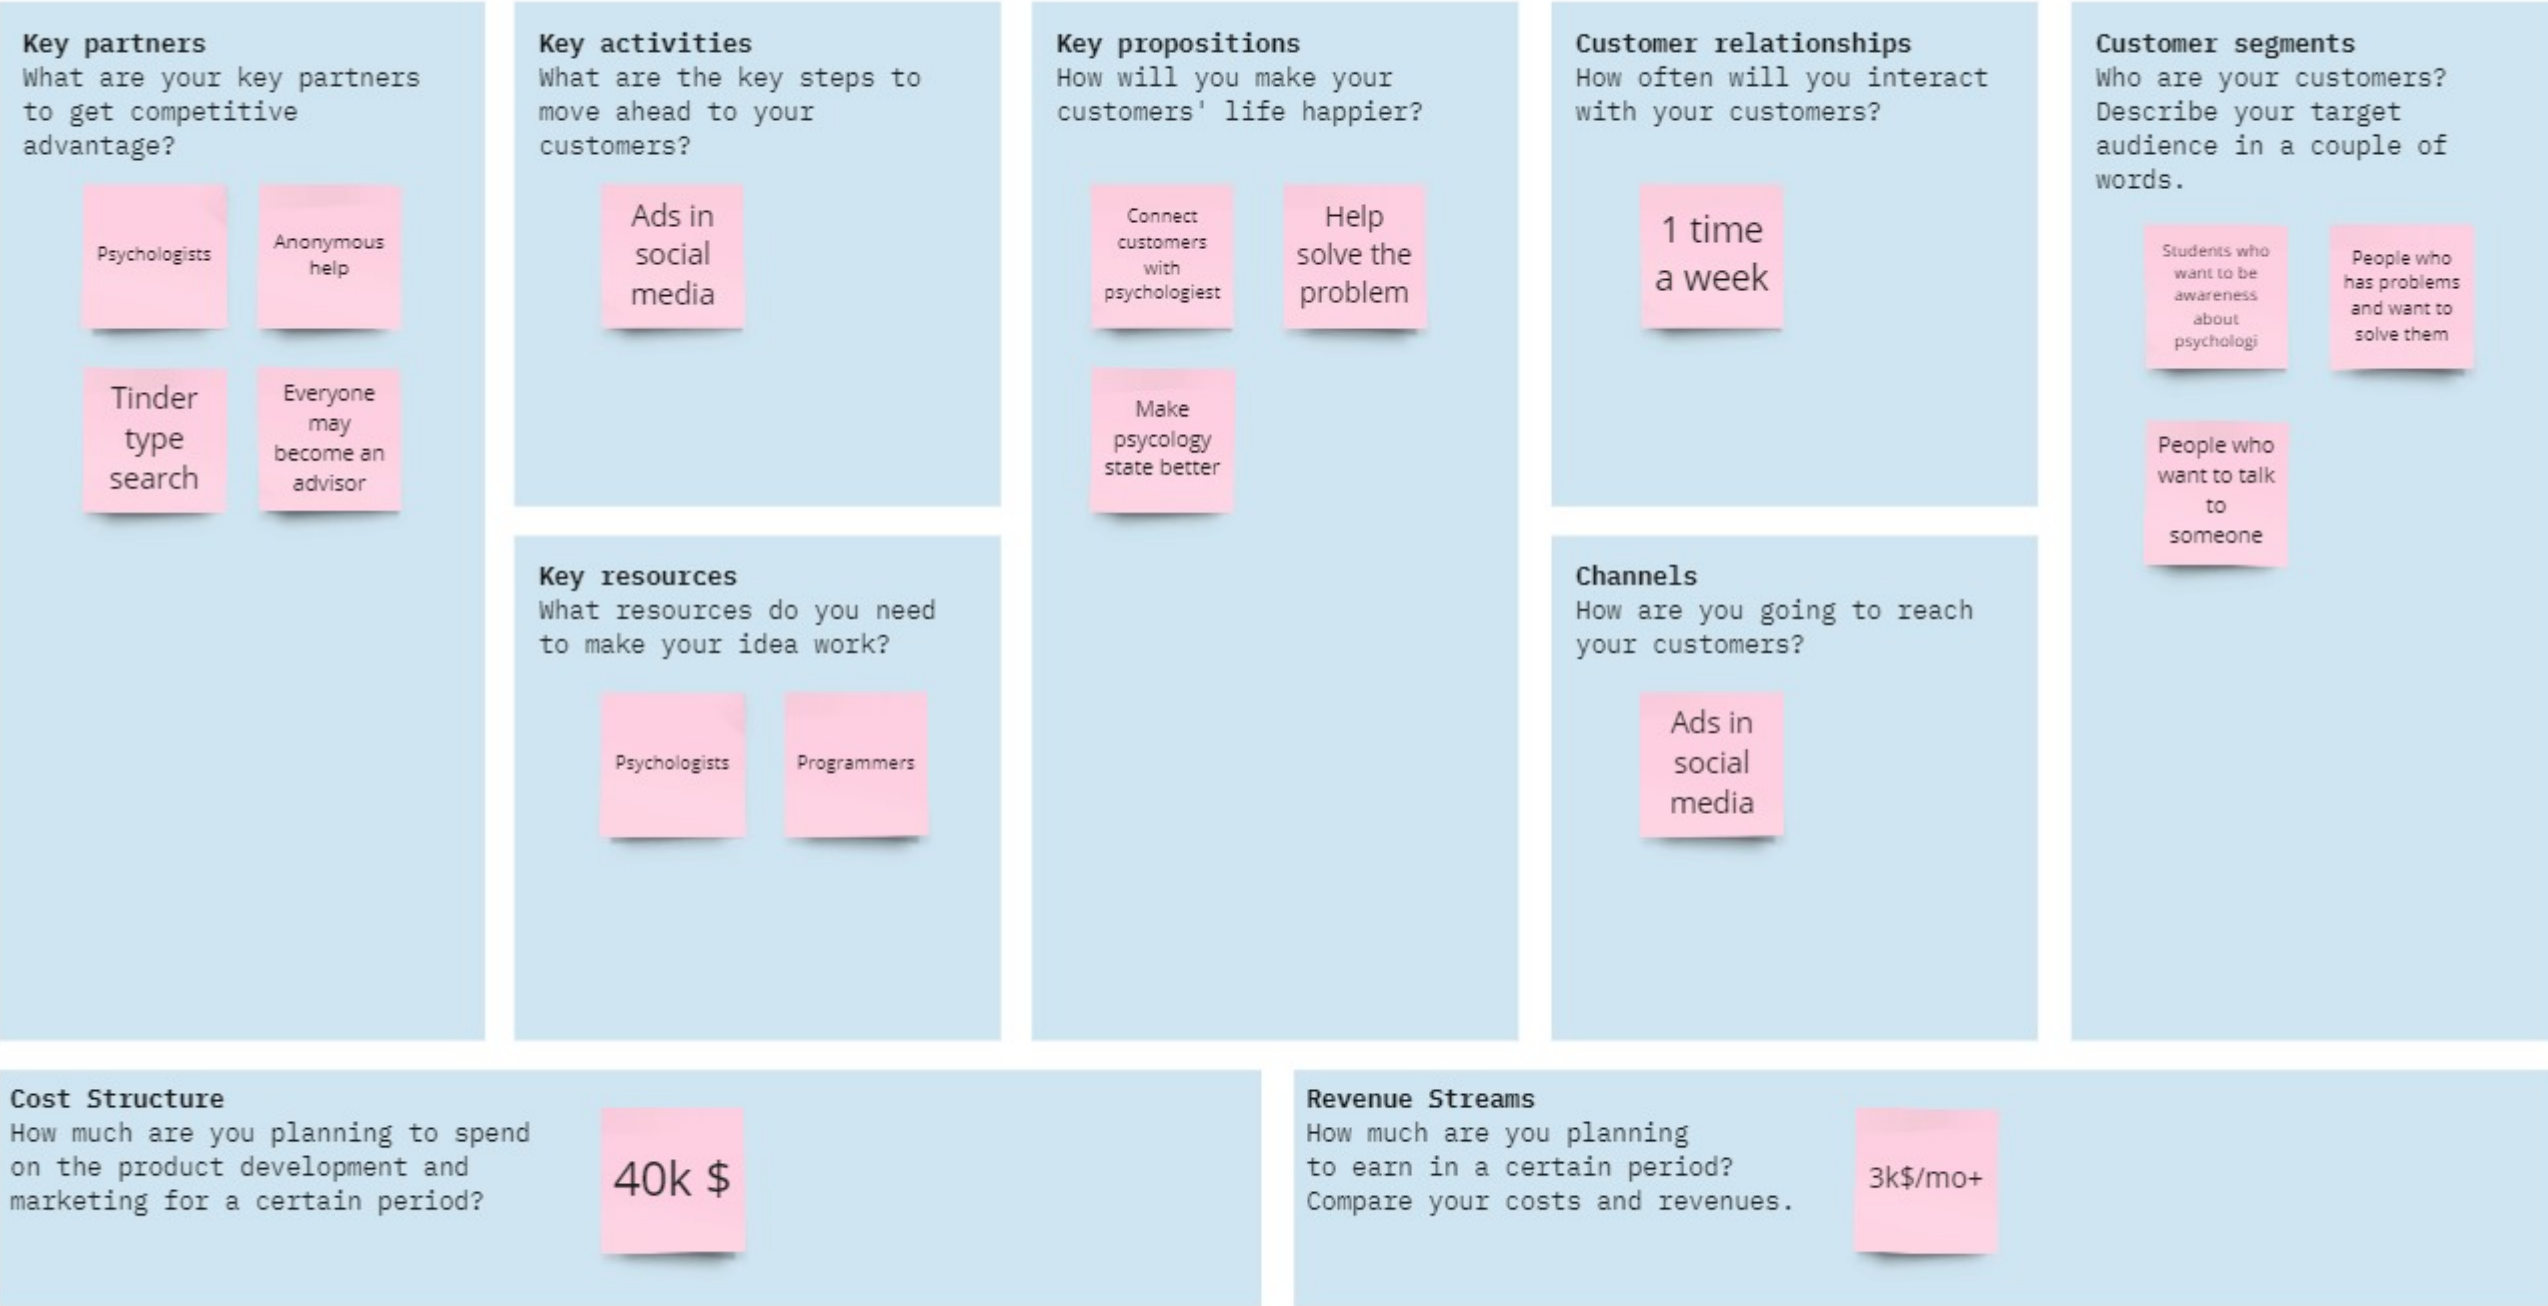 Key partners
What are your key partners
to get competitive
advantage?
Psychologists
Anonymous
help
Tinder
type
search
Everyone
may
become an
advisor
Key activities
What are the key steps to
move ahead to your
customers?
Ads in
social
media
Key resources
What resources do you need
to make your idea work?
Psychologists
Programmers
Key propositions
How will you make your
customers' life happier?
Connect
customers
with
psychologiest
Help
solve the
problem
Make
psycology
state better
Customer relationships
How often will you interact
with your customers?
1 time
a week
Channels
How are you going to reach
your customers?
Ads in
social
media
Customer segments
Who are your customers?
Describe your target
audience in a couple of
words.
Students who
want to be
awareness
about
psychologi
People who
has problems
and want to
solve them
People who
want to talk
to
someone
Cost Structure
How much are you planning to spend
on the product development and
marketing for a certain period?
40k $
Revenue Streams
How much are you planning
to earn in a certain period?
Compare your costs and revenues.
3k$/mo+